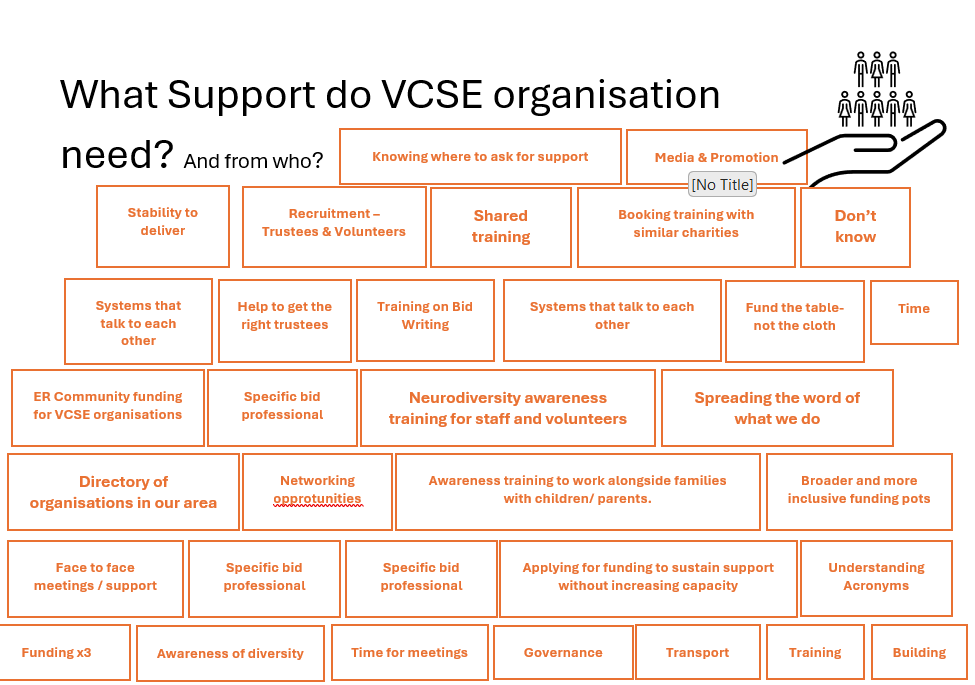 What Support do VCSE organisation
need? And from who?
Knowing where to ask for support
Media & Promotion
[No Title]
Stability to
deliver
Recruitment –
Trustees & Volunteers
Shared
training
Booking training with
similar charities
Don't
know
Systems that
talk to each
other
Help to get the
right trustees
Training on Bid
Writing
Systems that talk to each
other
Fund the table-
not the cloth
Time
ER Community funding
for VCSE organisations
Specific bid
professional
Neurodiversity awareness
training for staff and volunteers
Spreading the word of
what we do
Directory of
organisations in our area
Networking
opprotunities
Awareness training to work alongside families
with children/ parents.
Broader and more
inclusive funding pots
Face to face
meetings / support
Specific bid
professional
Specific bid
professional
Applying for funding to sustain support
without increasing capacity
Understanding
Acronyms
Funding x3
Awareness of diversity
Time for meetings
Governance
Transport
Training
Building